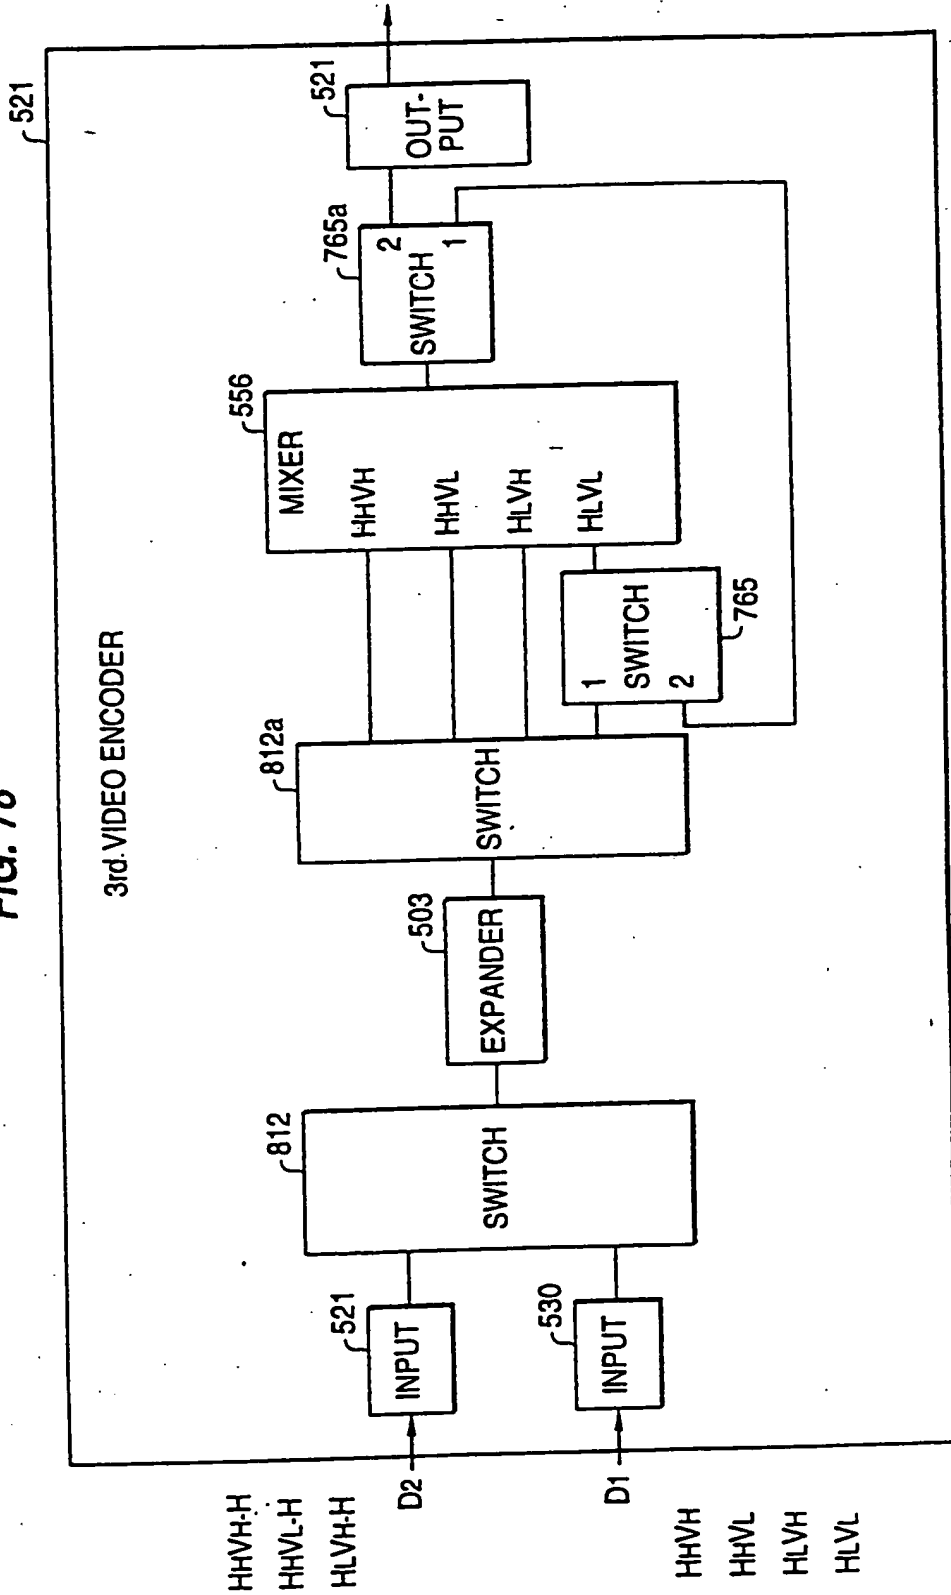 FIG. 78
521
3rd. VIDEO ENCODER
HHVH-H
HHVL-H
HLVH-H
D2
521
INPUT
D1
530
INPUT
HHVH
HHVL
HLVH
HLVL
812
SWITCH
503
EXPANDER
812a
SWITCH
1
2
SWITCH
765
556
MIXER
HHVH
HHVL
HLVH
HLVL
765a
SWITCH
2
1
521
OUT-
PUT